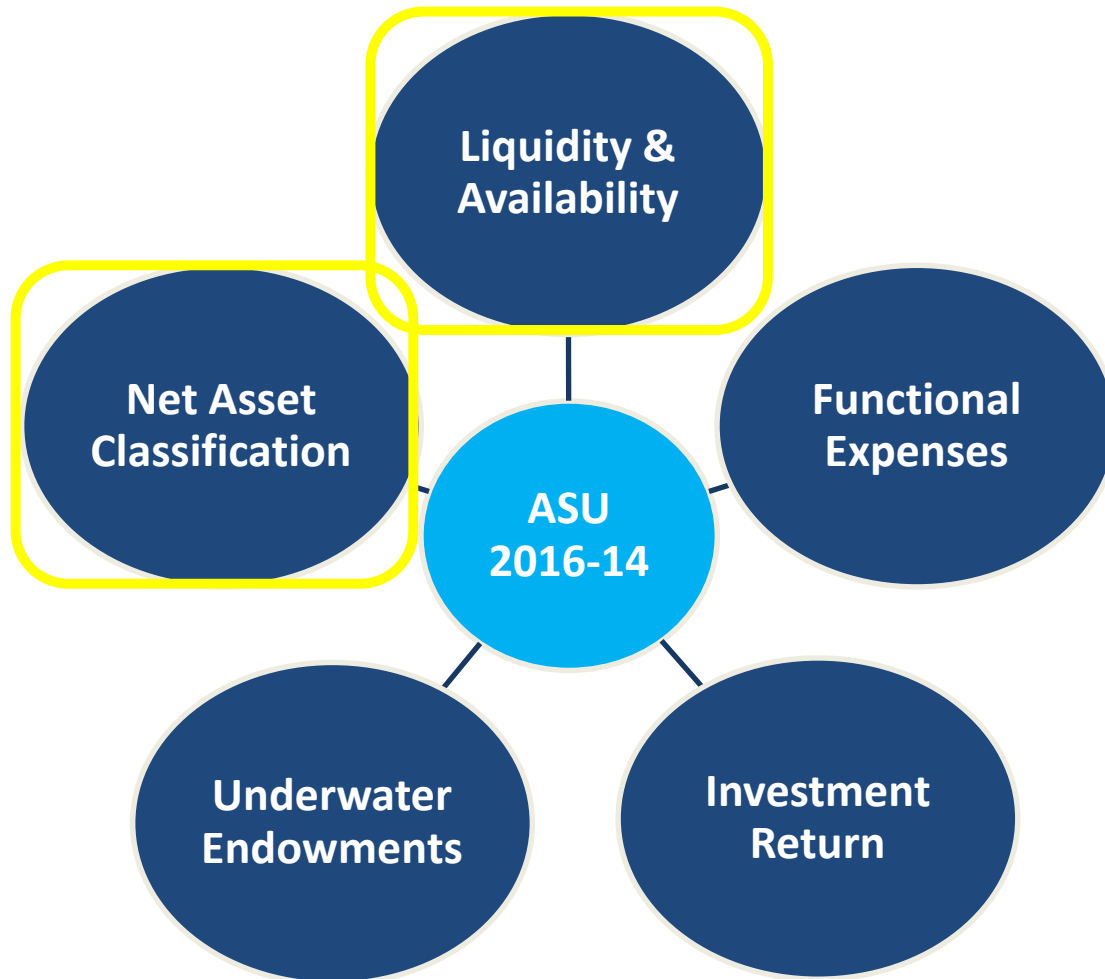 Liquidity &
Availability
Net Asset
Classification
Functional
Expenses
ASU
2016-14
Underwater
Endowments
Investment
Return